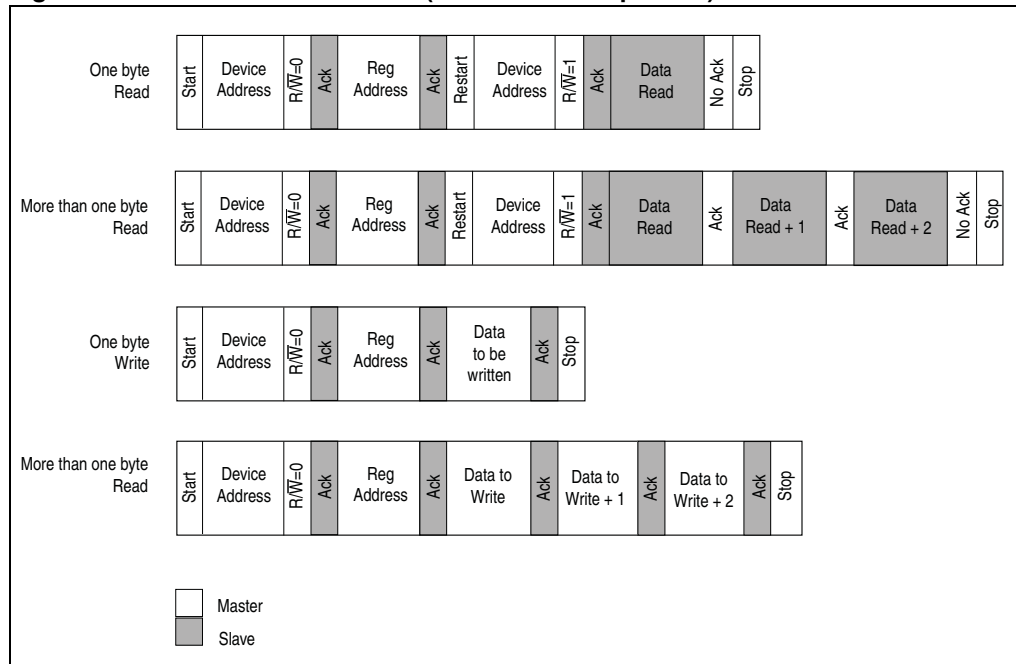 One byte
Read
Start
Device
Address
R/W̅=0
Ack
Reg
Address
Ack
Restart
Device
Address
R/W̅=1
Ack
Data
Read
No Ack
Stop
More than one byte
Read
Start
Device
Address
R/W̅=0
Ack
Reg
Address
Ack
Restart
Device
Address
R/W̅=1
Ack
Data
Read
Ack
Data
Read + 1
Ack
Data
Read + 2
No Ack
Stop
One byte
Write
Start
Device
Address
R/W̅=0
Ack
Reg
Address
Ack
Data
to be
written
Ack
Stop
More than one byte
Read
Start
Device
Address
R/W̅=0
Ack
Reg
Address
Ack
Data to
Write
Ack
Data to
Write + 1
Ack
Data to
Write + 2
Ack
Stop
Master
Slave